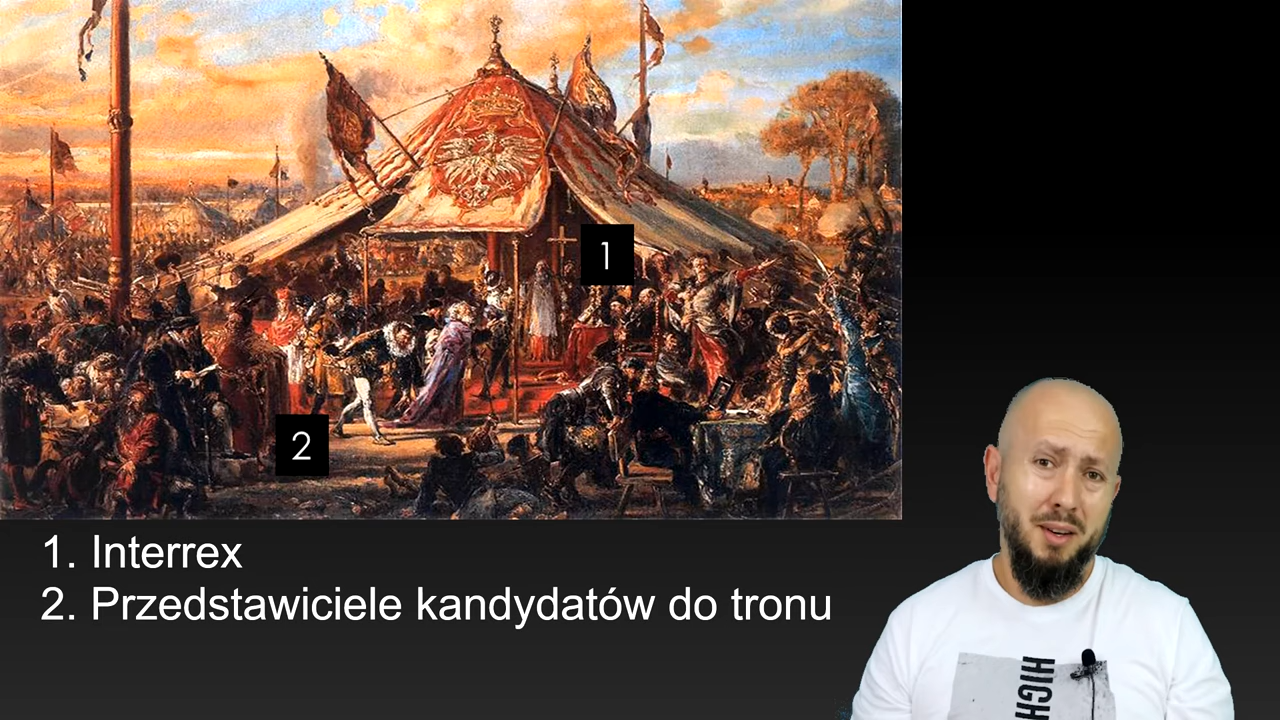 1
2
1. Interrex
2. Przedstawiciele kandydatów do tronu
HIGH